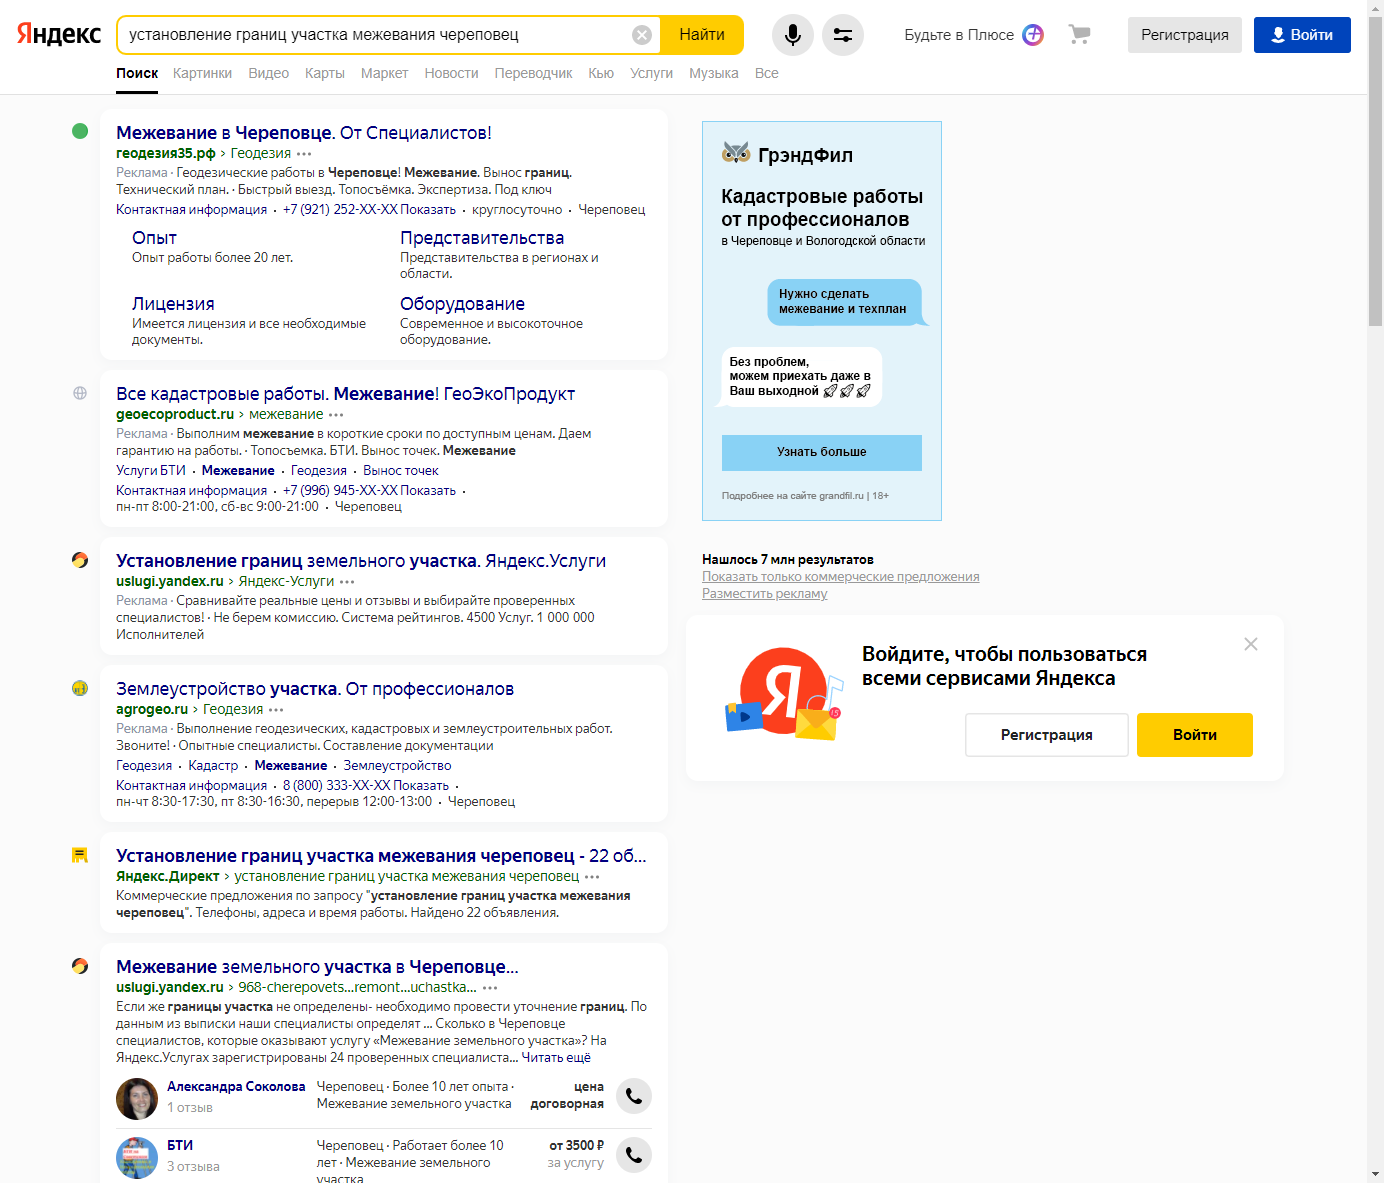 Яндекс
установление границ участка межевания череповец
Найти
Будьте в Плюсе
Регистрация
Войти
Поиск Картинки Видео Карты Маркет Новости Переводчик Кью Услуги Музыка Все
Межевание в Череповце. От Специалистов!
геодезия35.рф › Геодезия
Реклама · Геодезические работы в Череповце! Межевание. Вынос границ.
Технический план. · Быстрый выезд. Топосъёмка. Экспертиза. Под ключ
Контактная информация · +7 (921) 252-XX-XX Показать · круглосуточно · Череповец
Опыт
Опыт работы более 20 лет.
Представительства
Представительства в регионах и
области.
Лицензия
Имеется лицензия и все необходимые
документы.
Оборудование
Современное и высокоточное
оборудование.
Все кадастровые работы. Межевание! ГеоЭкоПродукт
geoecoproduct.ru › межевание
Реклама · Выполним межевание в короткие сроки по доступным ценам. Даем
гарантию на работы. · Топосъемка. БТИ. Вынос точек. Межевание
Услуги БТИ · Межевание · Геодезия · Вынос точек
Контактная информация · +7 (996) 945-XX-XX Показать ·
пн-пт 8:00-21:00, сб-вс 9:00-21:00 · Череповец
Установление границ земельного участка. Яндекс.Услуги
uslugi.yandex.ru › Яндекс-Услуги
Реклама · Сравнивайте реальные цены и отзывы и выбирайте проверенных
специалистов! · Не берем комиссию. Система рейтингов. 4500 Услуг. 1 000 000
Исполнителей
Землеустройство участка. От профессионалов
agrogeo.ru › Геодезия
Реклама · Выполнение геодезических, кадастровых и землеустроительных работ.
Звоните! · Опытные специалисты. Составление документации
Геодезия · Кадастр · Межевание · Землеустройство
Контактная информация · 8 (800) 333-XX-XX Показать ·
пн-чт 8:30-17:30, пт 8:30-16:30, перерыв 12:00-13:00 · Череповец
Установление границ участка межевания череповец - 22 об...
Яндекс.Директ › установление границ участка межевания череповец
Коммерческие предложения по запросу "установление границ участка межевания
череповец". Телефоны, адреса и время работы. Найдено 22 объявления.
Межевание земельного участка в Череповце...
uslugi.yandex.ru › 968-cherepovets...remont...uchastka...
Если же границы участка не определены- необходимо провести уточнение границ. По
данным из выписки наши специалисты определят ... Сколько в Череповце
специалистов, которые оказывают услугу «Межевание земельного участка»? На
Яндекс.Услугах зарегистрированы 24 проверенных специалиста... Читать ещё
Александра Соколова
1 отзыв
Череповец · Более 10 лет опыта ·
Межевание земельного участка
цена
договорная
БТИ
3 отзыва
Череповец · Работает более 10
лет · Межевание земельного
участка
от 3500 ₽
за услугу
ГрэндФил
Кадастровые работы
от профессионалов
в Череповце и Вологодской области
Нужно сделать
межевание и техплан
Без проблем,
можем приехать даже в
Ваш выходной
Узнать больше
Подробнее на сайте grandfil.ru | 18+
Нашлось 7 млн результатов
Показать только коммерческие предложения
Разместить рекламу
Я
15
Войдите, чтобы пользоваться
всеми сервисами Яндекса
Регистрация
Войти